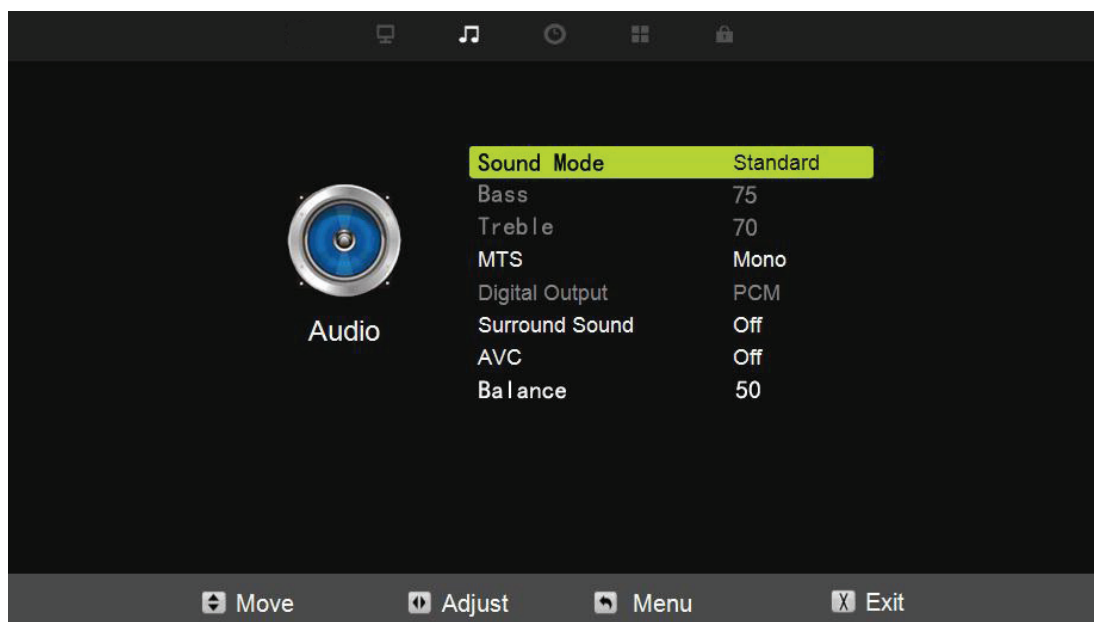 Sound Mode Standard
Bass 75
Treble 70
MTS Mono
Digital Output PCM
Surround Sound Off
AVC Off
Balance 50
Audio
Move Adjust Menu X Exit